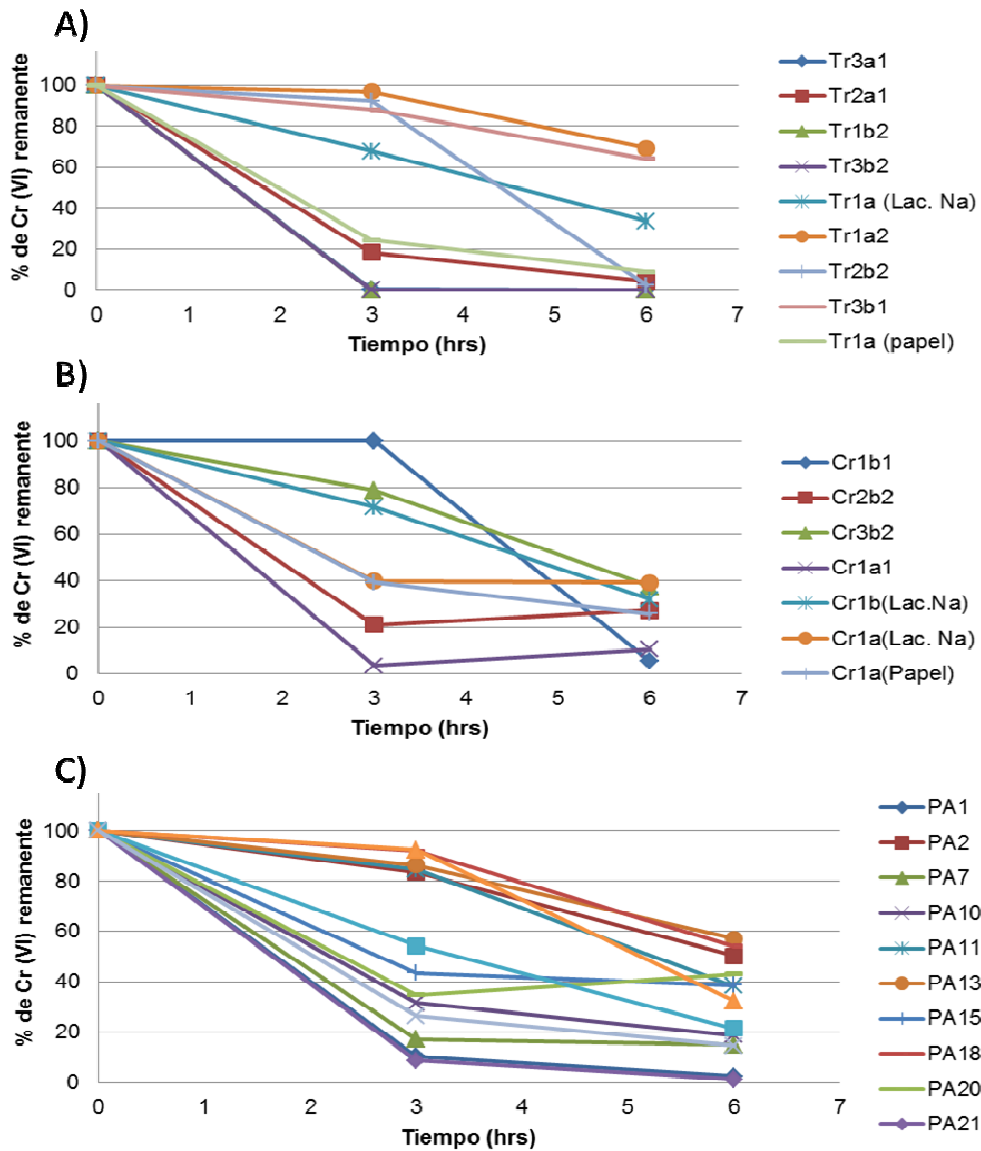 A)
% de Cr (VI) remanente
100
80
60
40
20
0
0 1 2 3 4 5 6 7
Tiempo (hrs)
Tr3a1
Tr2a1
Tr1b2
Tr3b2
Tr1a (Lac. Na)
Tr1a2
Tr2b2
Tr3b1
Tr1a (papel)
B)
% de Cr (VI) remanente
100
80
60
40
20
0
0 1 2 3 4 5 6 7
Tiempo (hrs)
Cr1b1
Cr2b2
Cr3b2
Cr1a1
Cr1b(Lac.Na)
Cr1a(Lac. Na)
Cr1a(Papel)
C)
% de Cr (VI) remanente
100
80
60
40
20
0
0 1 2 3 4 5 6 7
Tiempo (hrs)
PA1
PA2
PA7
PA10
PA11
PA13
PA15
PA18
PA20
PA21